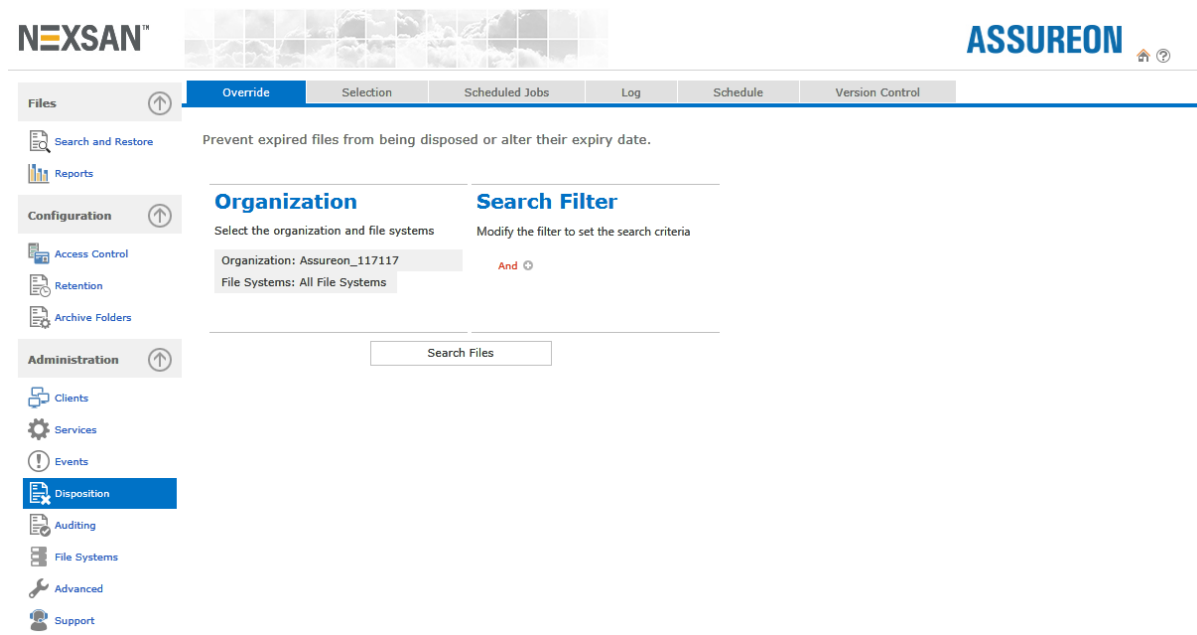 NEXSAN™
ASSUREON
Files
Search and Restore
Reports
Configuration
Access Control
Retention
Archive Folders
Administration
Clients
Services
Events
Disposition
Auditing
File Systems
Advanced
Support
Override Selection Scheduled Jobs Log Schedule Version Control
Prevent expired files from being disposed or alter their expiry date.
Organization
Select the organization and file systems
Organization: Assureon_117117
File Systems: All File Systems
Search Filter
Modify the filter to set the search criteria
And
Search Files